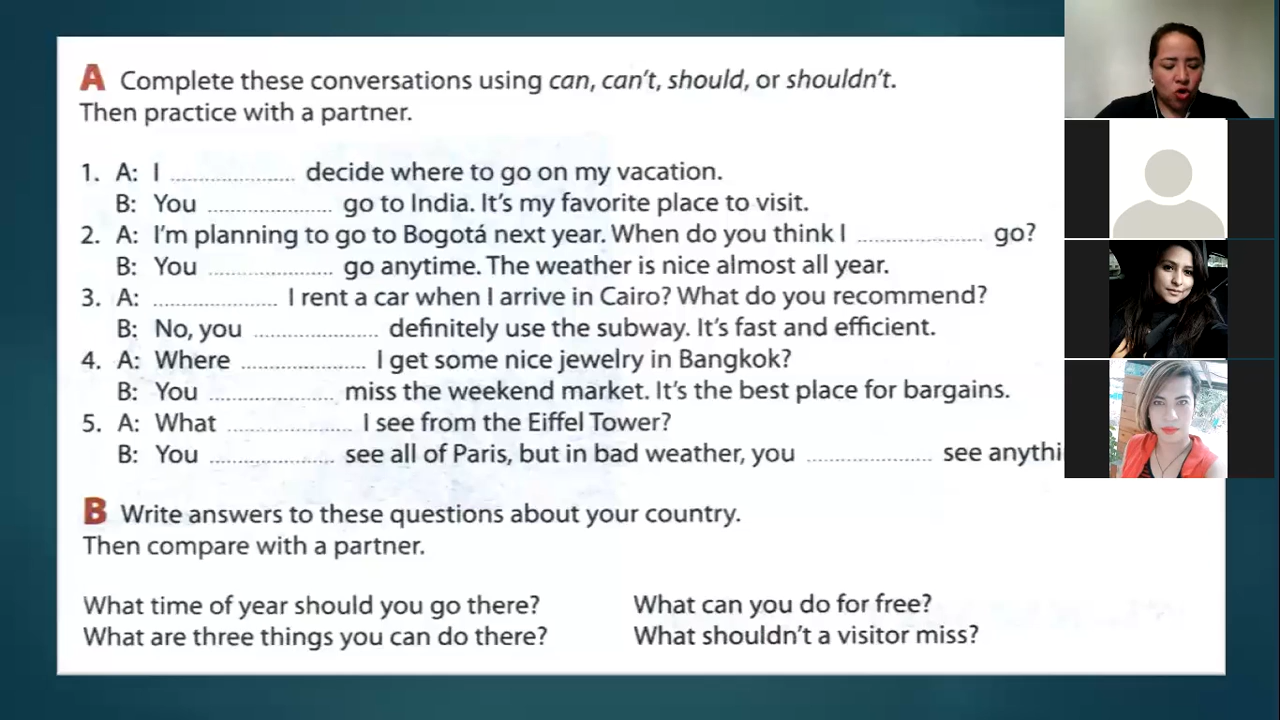 A Complete these conversations using can, can't, should, or shouldn't.
Then practice with a partner.
1. A: I .................... decide where to go on my vacation.
B: You .................... go to India. It's my favorite place to visit.
2. A: I'm planning to go to Bogotá next year. When do you think I .................... go?
B: You .................... go anytime. The weather is nice almost all year.
3. A: .................... I rent a car when I arrive in Cairo? What do you recommend?
B: No, you .................... definitely use the subway. It's fast and efficient.
4. A: Where .................... I get some nice jewelry in Bangkok?
B: You .................... miss the weekend market. It's the best place for bargains.
5. A: What .................... I see from the Eiffel Tower?
B: You .................... see all of Paris, but in bad weather, you .................... see anythi
B Write answers to these questions about your country.
Then compare with a partner.
What time of year should you go there?
What are three things you can do there?
What can you do for free?
What shouldn't a visitor miss?